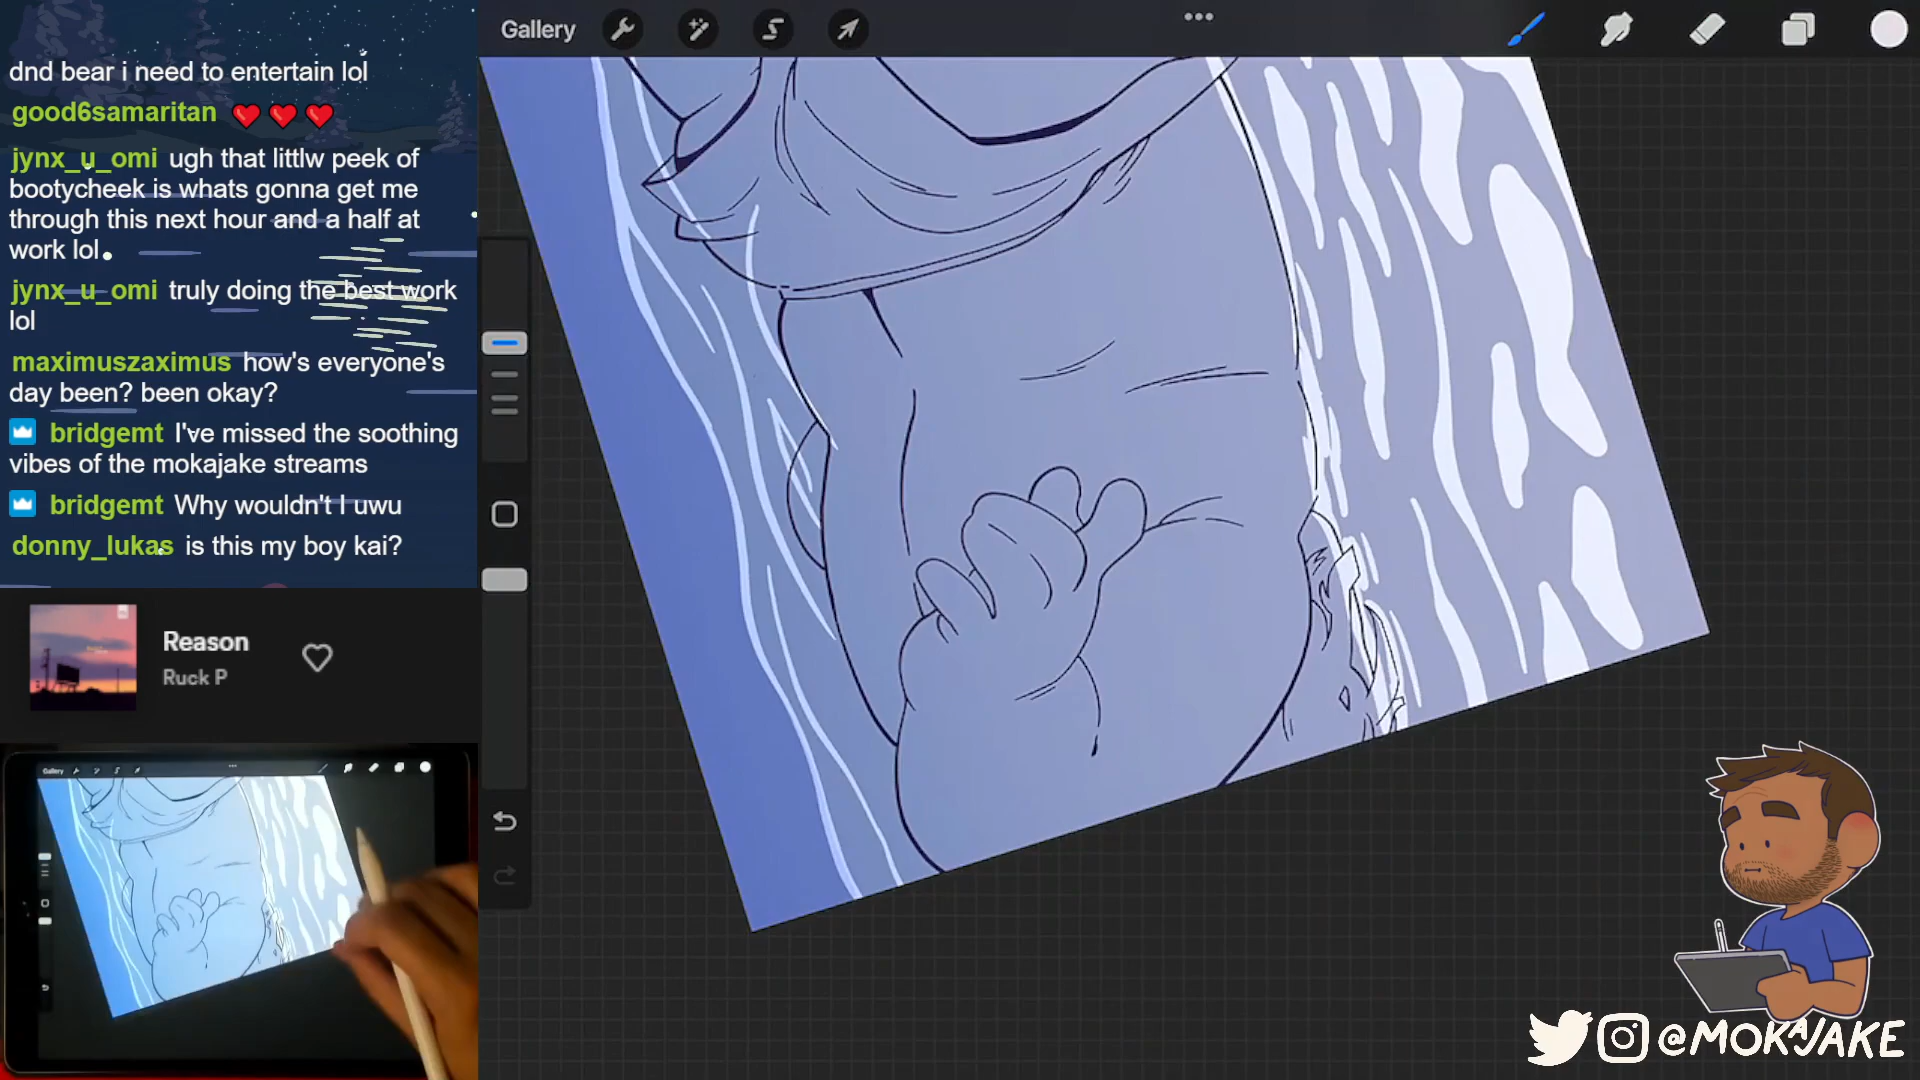 dnd bear i need to entertain lol
good6samaritan
jynx_u_omi ugh that littlw peek of
bootycheek is whats gonna get me
through this next hour and a half at
work lol
jynx_u_omi truly doing the best work
lol
maximuszaximus how's everyone's
day been? been okay?
bridgemt I've missed the soothing
vibes of the mokajake streams
bridgemt Why wouldn't I uwu
donny_lukas is this my boy kai?
Reason
Ruck P
Gallery
Gallery
@MOKAJAKE